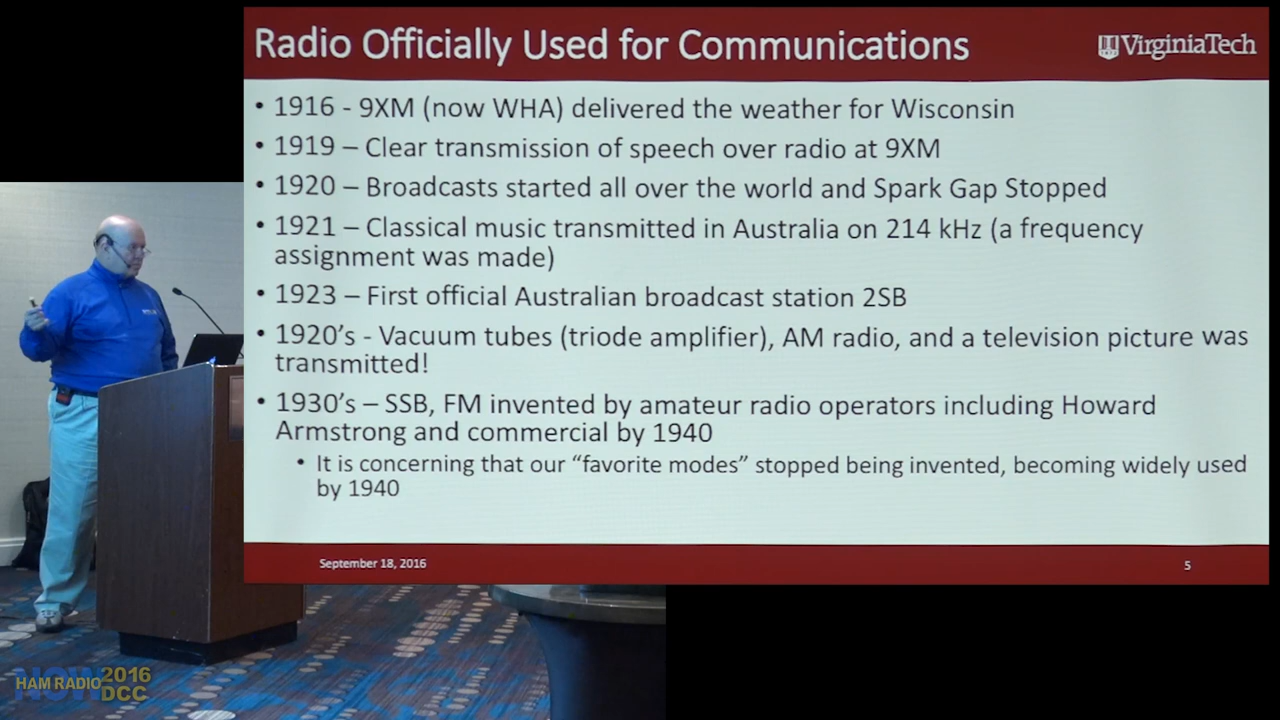 Radio Officially Used for Communications
VirginiaTech
• 1916 - 9XM (now WHA) delivered the weather for Wisconsin
• 1919 – Clear transmission of speech over radio at 9XM
• 1920 – Broadcasts started all over the world and Spark Gap Stopped
• 1921 – Classical music transmitted in Australia on 214 kHz (a frequency
assignment was made)
• 1923 – First official Australian broadcast station 2SB
• 1920's - Vacuum tubes (triode amplifier), AM radio, and a television picture was
transmitted!
• 1930's – SSB, FM invented by amateur radio operators including Howard
Armstrong and commercial by 1940
• It is concerning that our “favorite modes” stopped being invented, becoming widely used
by 1940
September 18, 2016
5
HAM RADIO NOW 2016
DCC